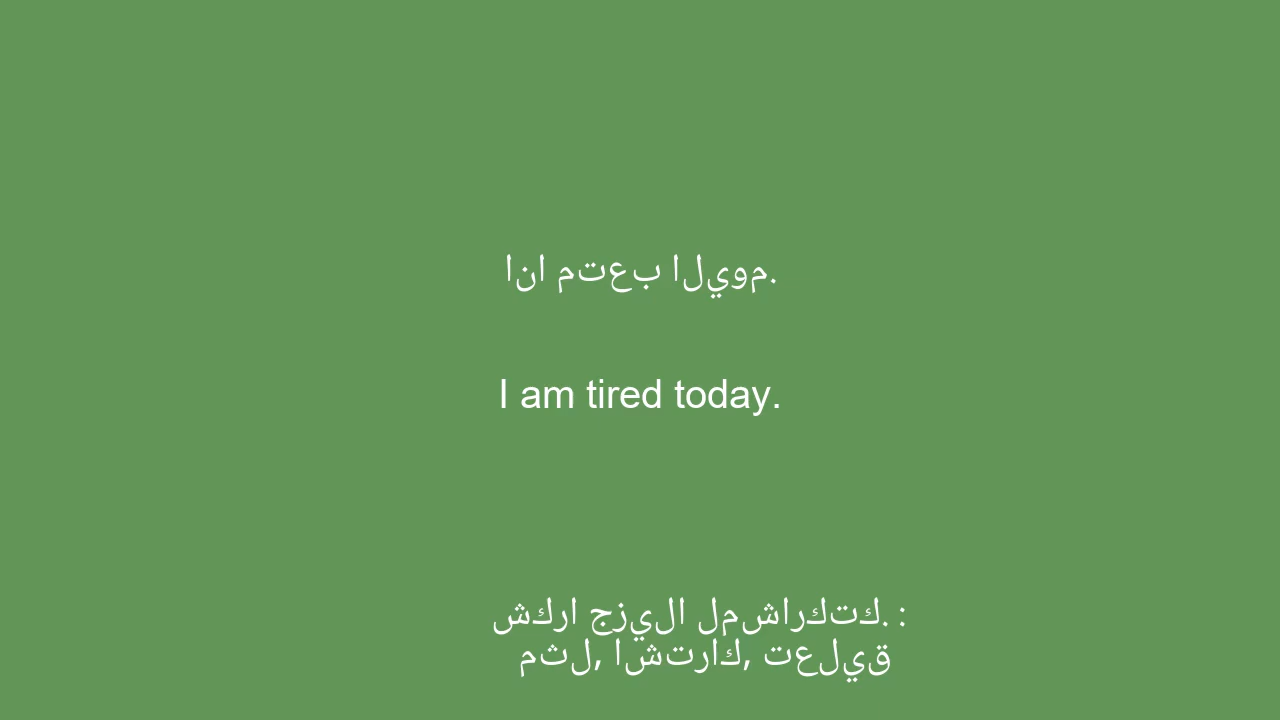 انا متعب اليوم.
I am tired today.
شكرا جزيلا لمشاركتك. :
مثل, اشتراك, تعليق